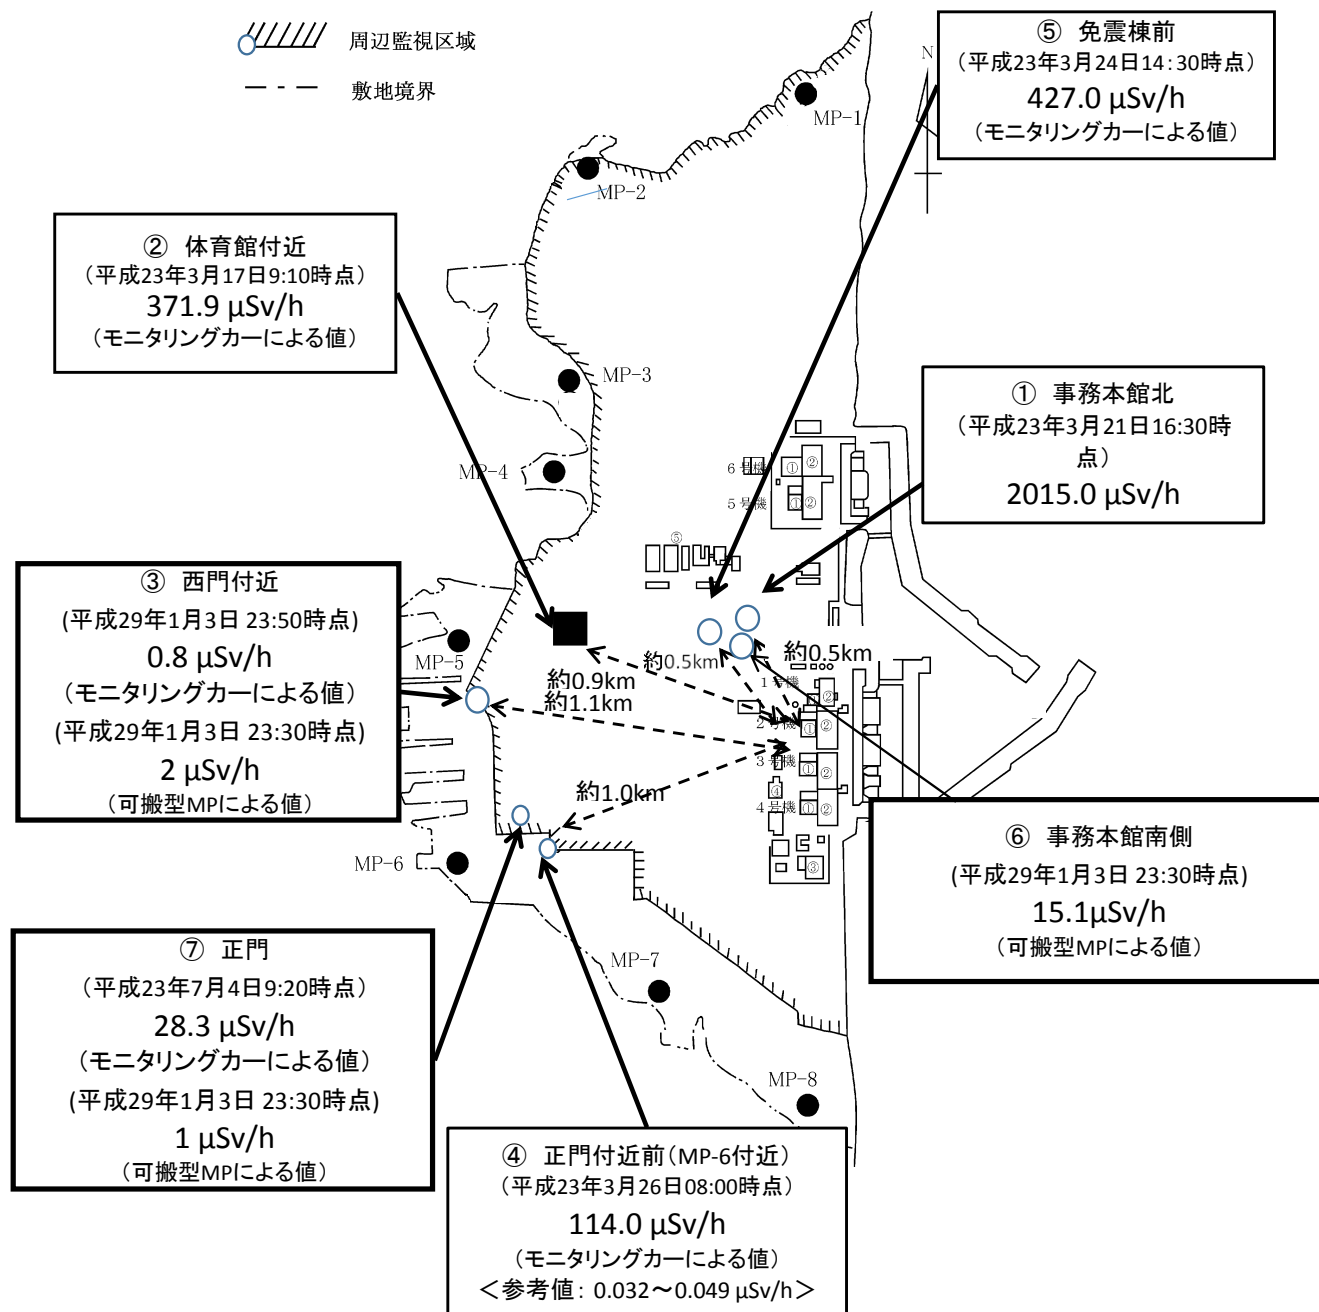 周辺監視区域
敷地境界
⑤ 免震棟前
(平成23年3月24日14:30時点)
427.0 μSv/h
(モニタリングカーによる値)
N
MP-1
MP-2
② 体育館付近
(平成23年3月17日9:10時点)
371.9 μSv/h
(モニタリングカーによる値)
MP-3
① 事務本館北
(平成23年3月21日16:30時
点)
2015.0 μSv/h
MP-4
6号機
① ②
5号機
① ②
⑤
③ 西門付近
(平成29年1月3日 23:50時点)
0.8 μSv/h
(モニタリングカーによる値)
(平成29年1月3日 23:30時点)
2 μSv/h
(可搬型MPによる値)
MP-5
約0.5km
約0.5km
約0.9km
約1.1km
1号機
②
2号機
① ②
3号機
① ②
約1.0km
④
4号機
① ②
③
MP-6
⑥ 事務本館南側
(平成29年1月3日 23:30時点)
15.1μSv/h
(可搬型MPによる値)
⑦ 正門
(平成23年7月4日9:20時点)
28.3 μSv/h
(モニタリングカーによる値)
(平成29年1月3日 23:30時点)
1 μSv/h
(可搬型MPによる値)
MP-7
MP-8
④ 正門付近前(MP-6付近)
(平成23年3月26日08:00時点)
114.0 μSv/h
(モニタリングカーによる値)
<参考値: 0.032~0.049 μSv/h>